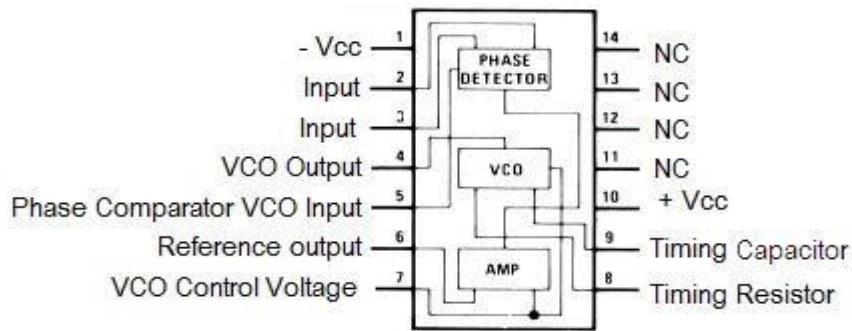 - Vcc
1
Input
2
Input
3
VCO Output
4
Phase Comparator VCO Input
5
Reference output
6
VCO Control Voltage
7
PHASE
DETECTOR
VCO
AMP
14
NC
13
NC
12
NC
11
NC
10
+ Vcc
9
Timing Capacitor
8
Timing Resistor